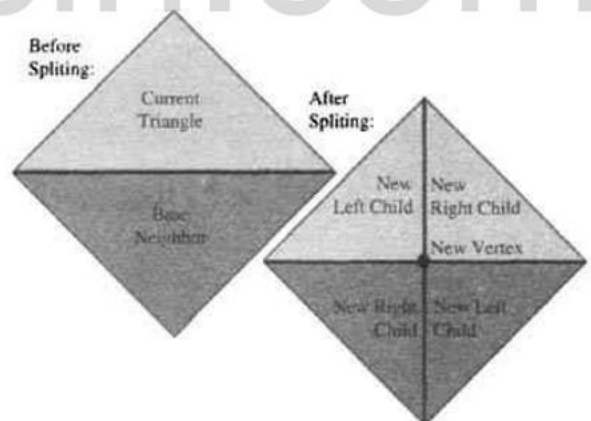 Before
Spliting:
Current
Triangle
Base
Neighbor
After
Spliting:
New
Left Child
New
Right Child
New Vertex
New Right
Child
New Left
Child